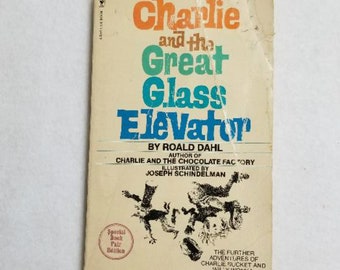 Charlie
and the
Great
Glass
Elevator
BY ROALD DAHL
AUTHOR OF
CHARLIE AND THE CHOCOLATE FACTORY
ILLUSTRATED BY
JOSEPH SCHINDELMAN
Special
Book Fair
Edition
THE FURTHER
ADVENTURES OF
CHARLIE BUCKET AND